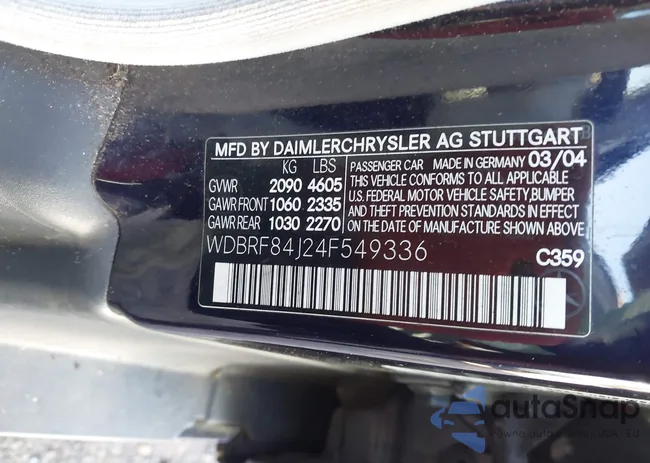 MFD BY DAIMLERCHRYSLER AG STUTTGART
KG LBS PASSENGER CAR MADE IN GERMANY 03/04
GVWR 2090 4605 THIS VEHICLE CONFORMS TO ALL APPLICABLE
GAWR FRONT 1060 2335 U.S. FEDERAL MOTOR VEHICLE SAFETY,BUMPER
GAWR REAR 1030 2270 AND THEFT PREVENTION STANDARDS IN EFFECT
ON THE DATE OF MANUFACTURE SHOWN ABOVE.
WDBRF84J24F549336 C359
autoSnap